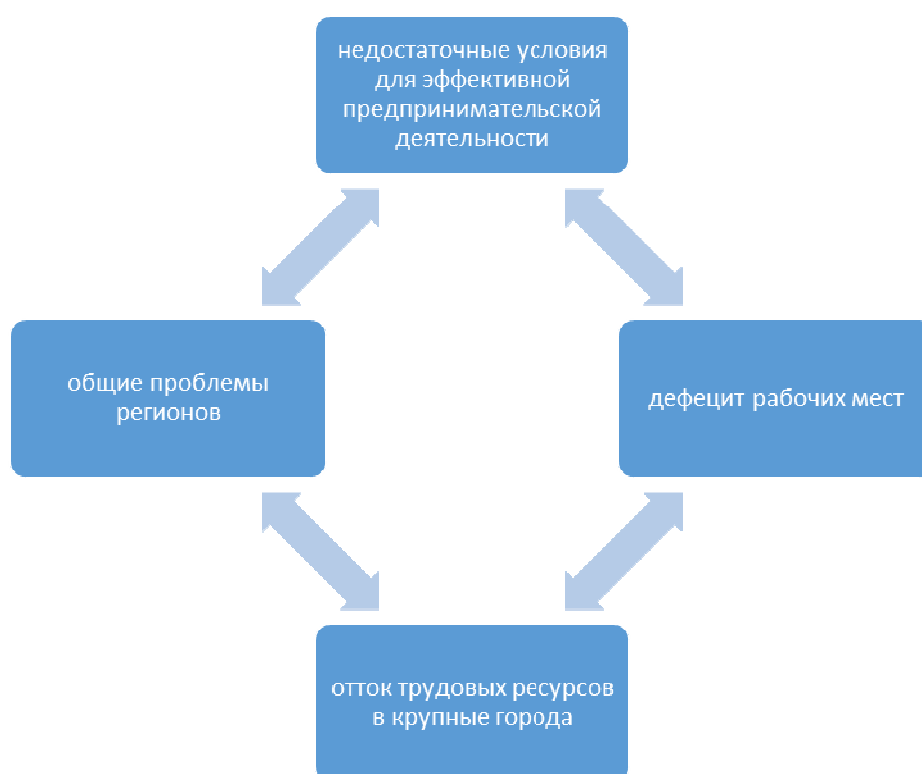 недостаточные условия
для эффективной
предпринимательской
деятельности
общие проблемы
регионов
дефецит рабочих мест
отток трудовых ресурсов
в крупные города